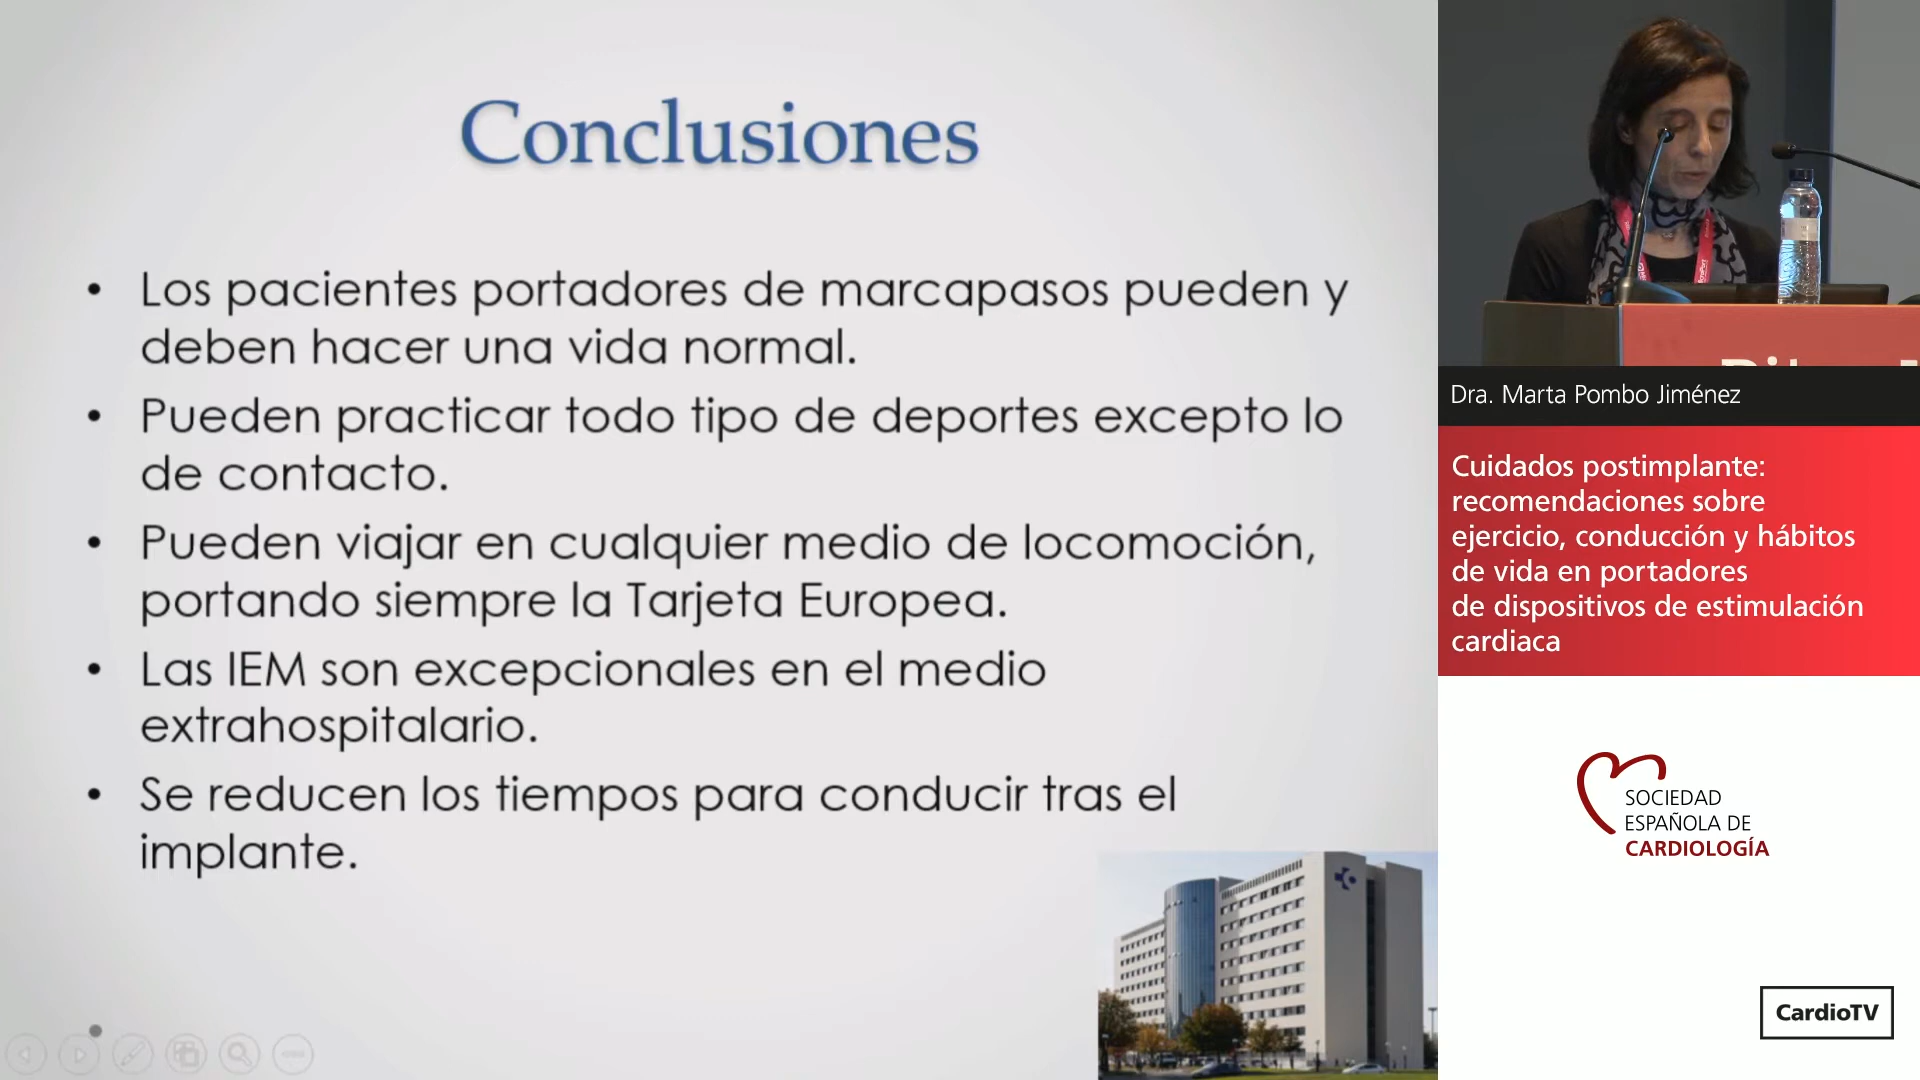 Conclusiones
• Los pacientes portadores de marcapasos pueden y
deben hacer una vida normal.
• Pueden practicar todo tipo de deportes excepto lo
de contacto.
• Pueden viajar en cualquier medio de locomoción,
portando siempre la Tarjeta Europea.
• Las IEM son excepcionales en el medio
extrahospitalario.
• Se reducen los tiempos para conducir tras el
implante.
Dra. Marta Pombo Jiménez
Cuidados postimplante:
recomendaciones sobre
ejercicio, conducción y hábitos
de vida en portadores
de dispositivos de estimulación
cardiaca
SOCIEDAD
ESPAÑOLA DE
CARDIOLOGÍA
CardioTV